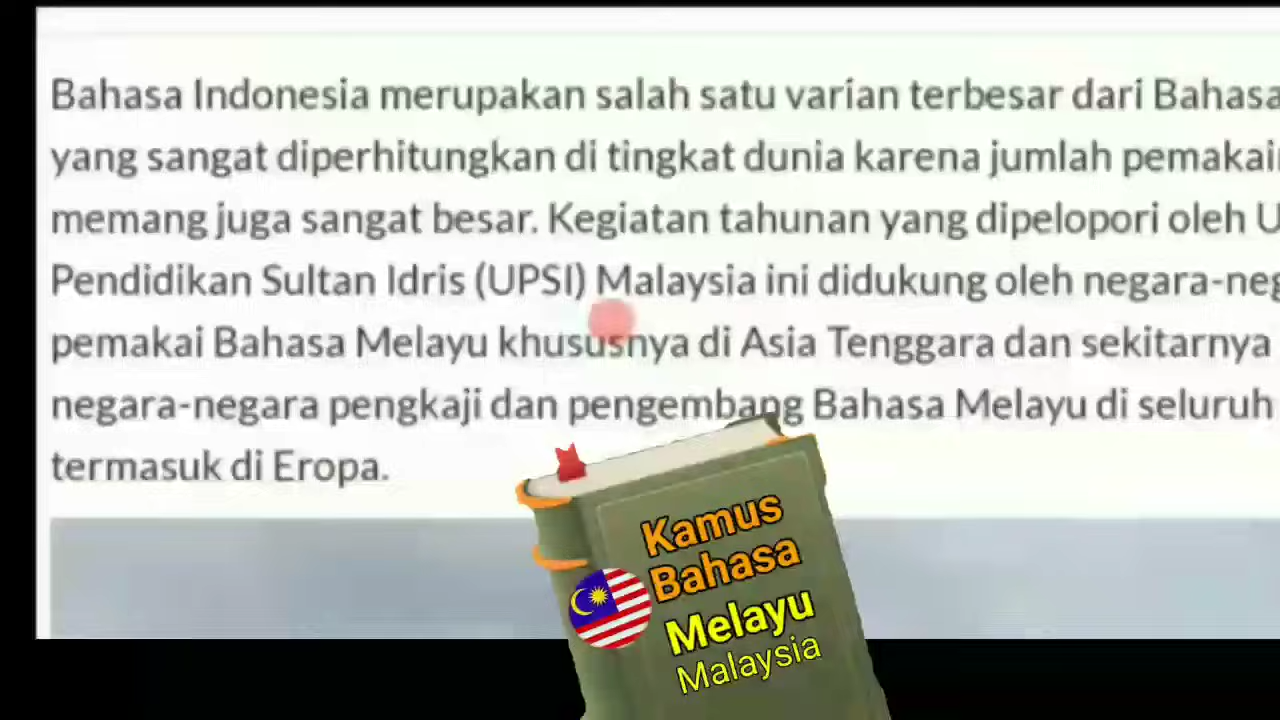 Bahasa Indonesia merupakan salah satu varian terbesar dari Bahasa
yang sangat diperhitungkan di tingkat dunia karena jumlah
memang juga sangat besar. Kegiatan tahunan yang dipelopori oleh
Pendidikan Sultan Idris (UPSI) Malaysia ini didukung oleh
pemakai Bahasa Melayu khususnya di Asia Tenggara dan sekitarnya
negara-negara pengkaji dan pengembang Bahasa Melayu di seluruh
termasuk di Eropa.
Kamus
Bahasa
Melayu
Malaysia